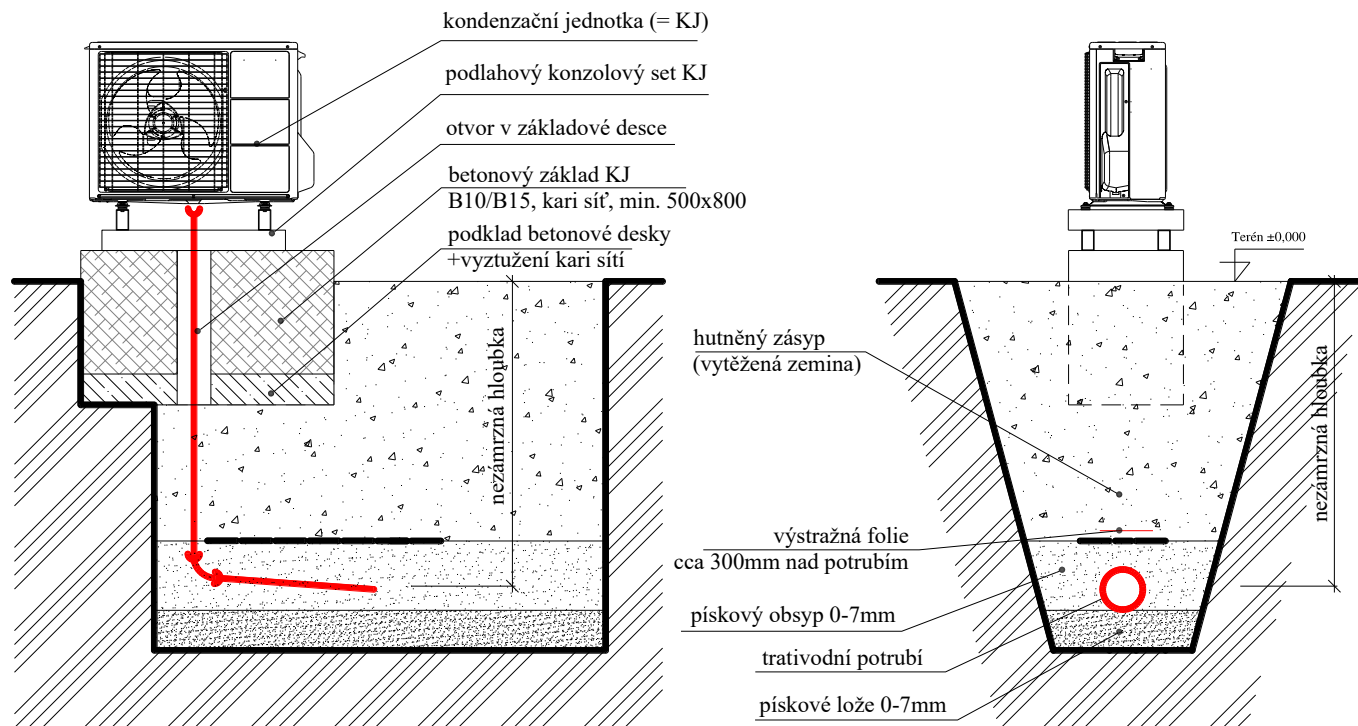 kondenzační jednotka (= KJ)
podlahový konzolový set KJ
otvor v základové desce
betonový základ KJ
B10/B15, kari síť, min. 500x800
podklad betonové desky
+vyztužení kari sítí
nezámrzná hloubka
Terén ±0,000
hutněný zásyp
(vytěžená zemina)
nezámrzná hloubka
výstražná folie
cca 300mm nad potrubím
pískový obsyp 0-7mm
trativodní potrubí
pískové lože 0-7mm